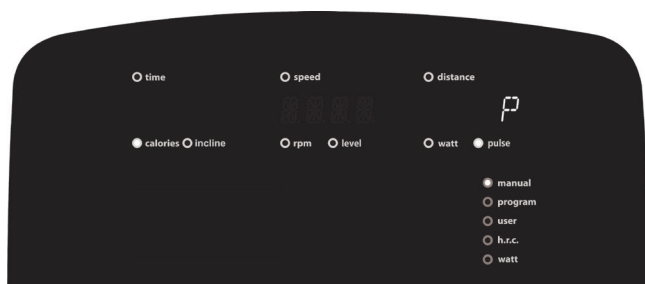 time speed distance
P
calories incline rpm level watt pulse
manual
program
user
h.r.c.
watt